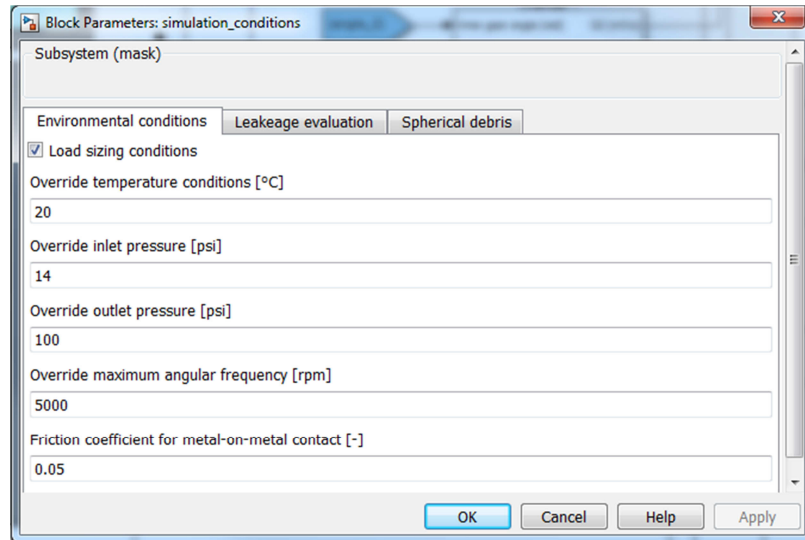 Block Parameters: simulation_conditions
Subsystem (mask)
Environmental conditions Leakeage evaluation Spherical debris
Load sizing conditions
Override temperature conditions [°C]
20
Override inlet pressure [psi]
14
Override outlet pressure [psi]
100
Override maximum angular frequency [rpm]
5000
Friction coefficient for metal-on-metal contact [-]
0.05
OK Cancel Help Apply